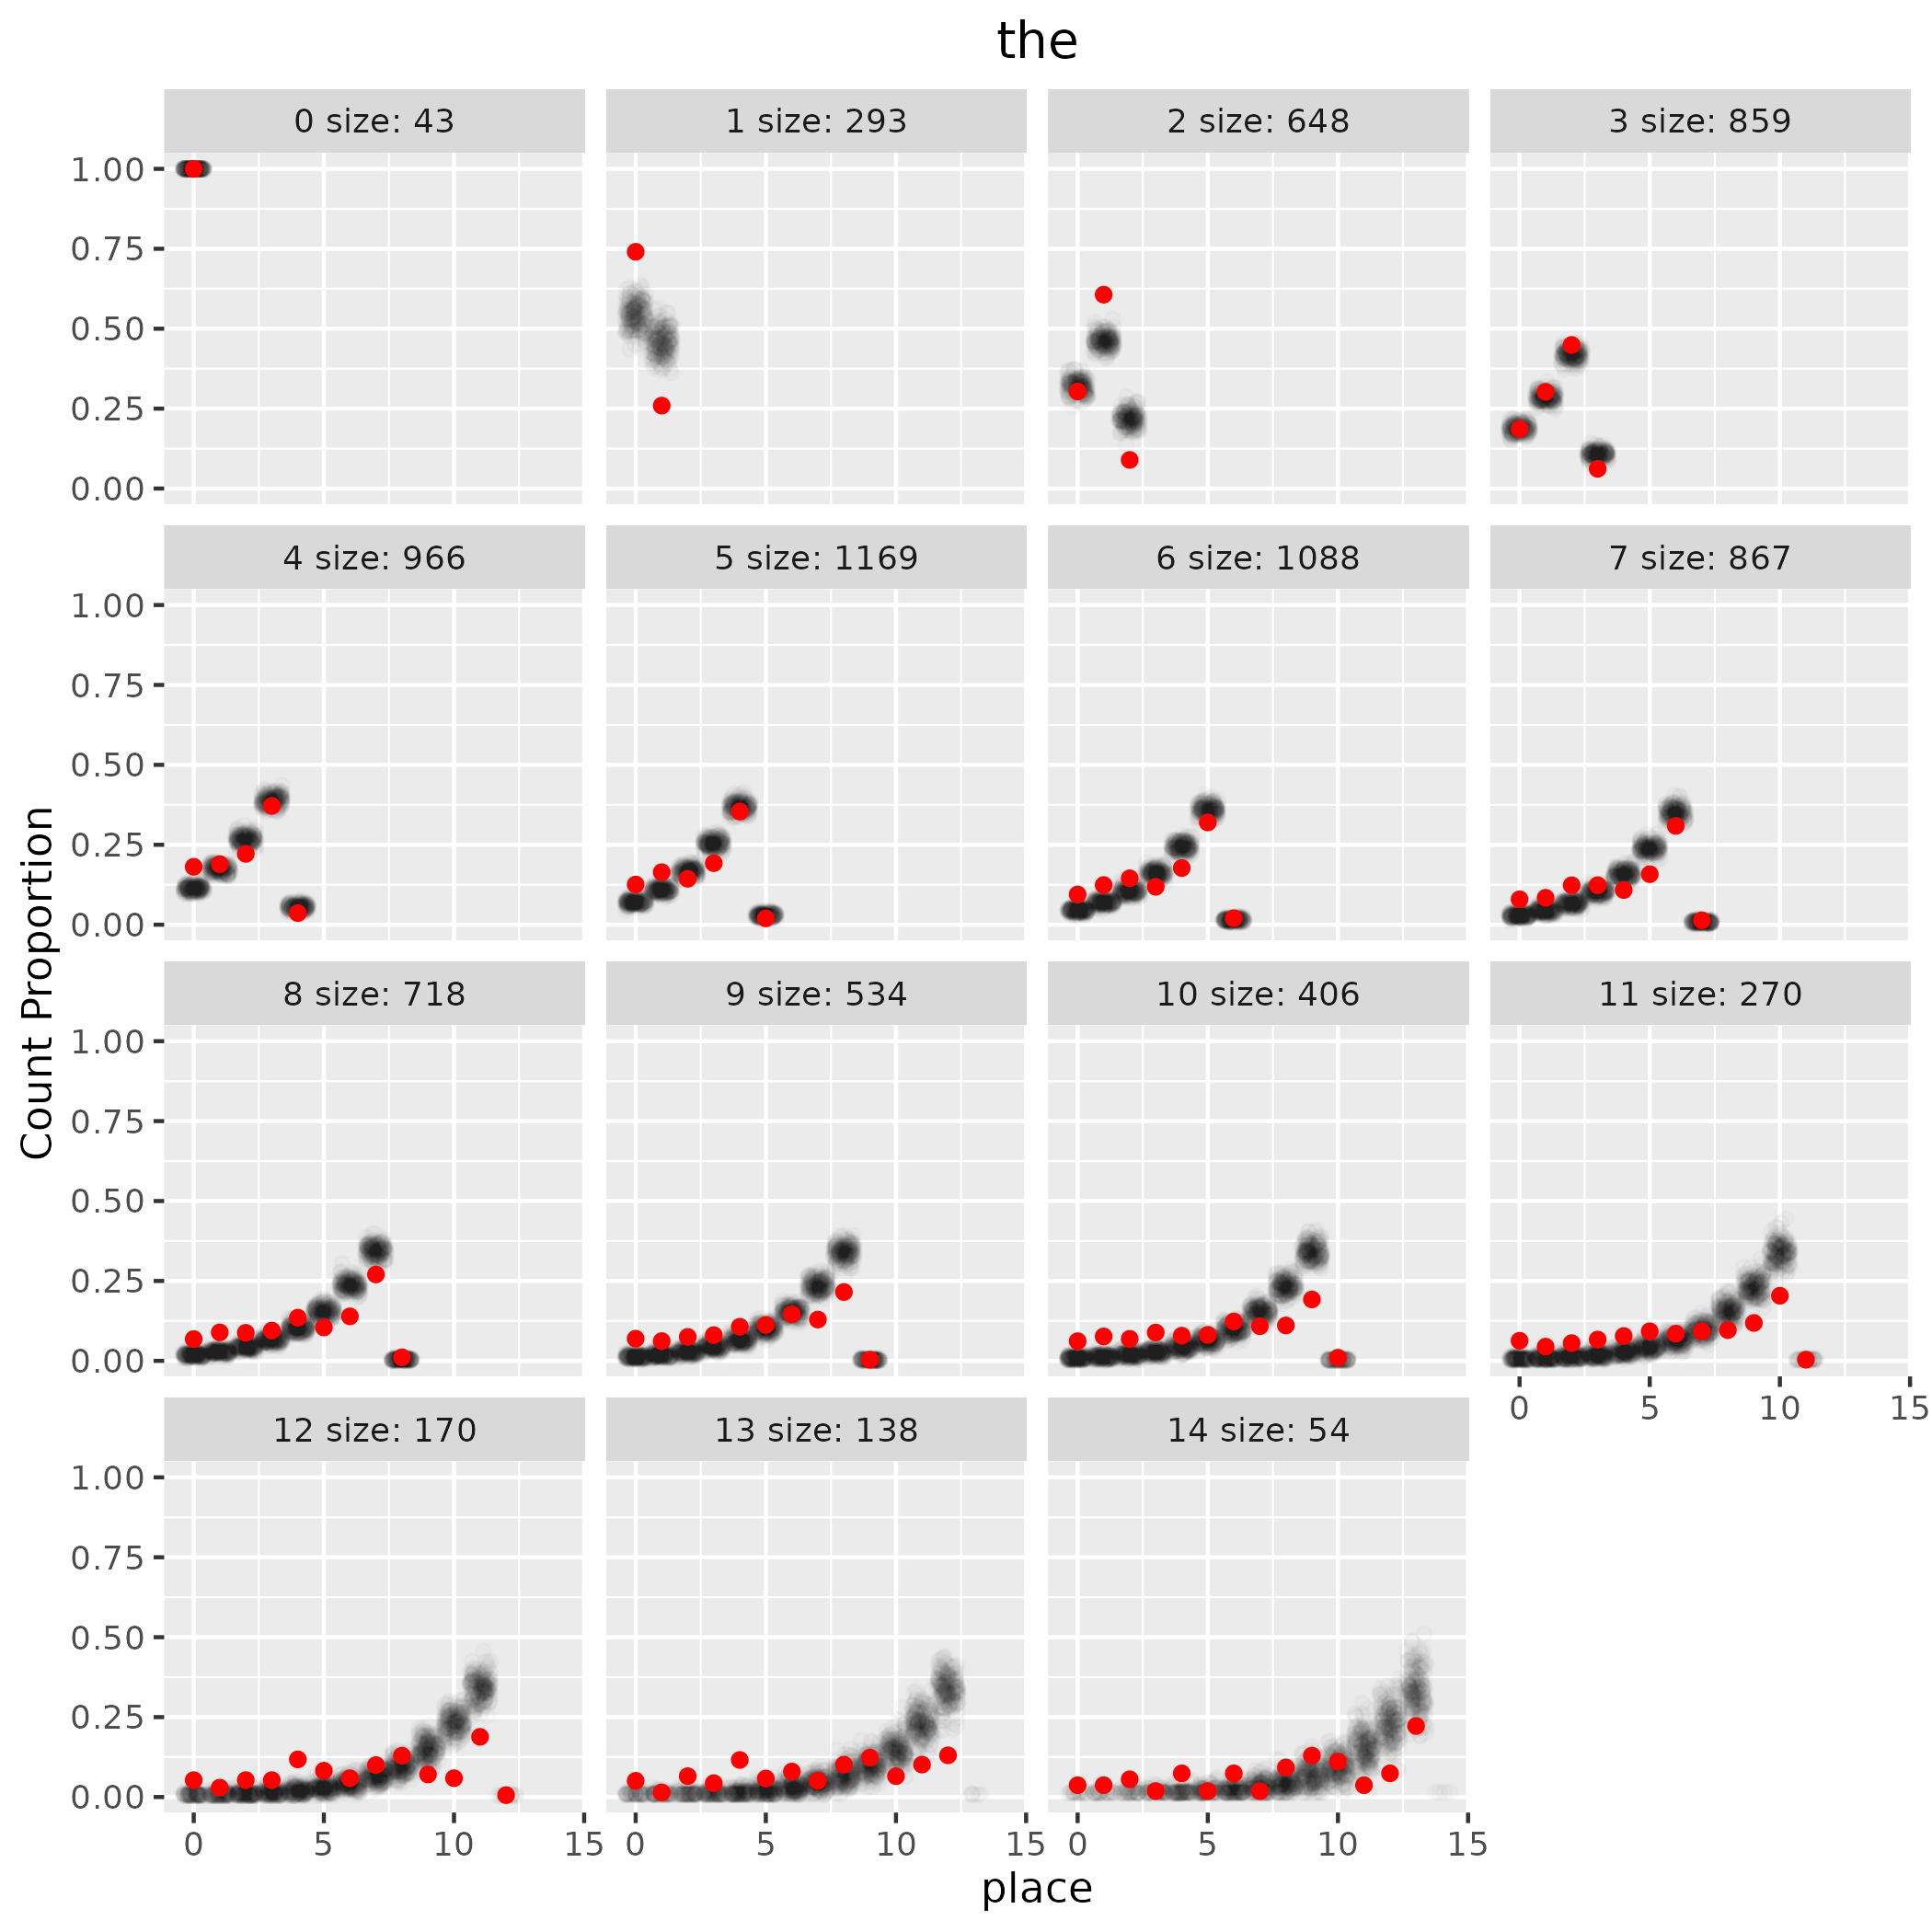 the
0 size: 43
1 size: 293
2 size: 648
3 size: 859
1.00
0.75
0.50
0.25
0.00
4 size: 966
5 size: 1169
6 size: 1088
7 size: 867
1.00
0.75
0.50
0.25
0.00
Count Proportion
8 size: 718
9 size: 534
10 size: 406
11 size: 270
1.00
0.75
0.50
0.25
0.00
0 5 10 15
12 size: 170
13 size: 138
14 size: 54
1.00
0.75
0.50
0.25
0.00
0 5 10 15
0 5 10 15
0 5 10 15
place